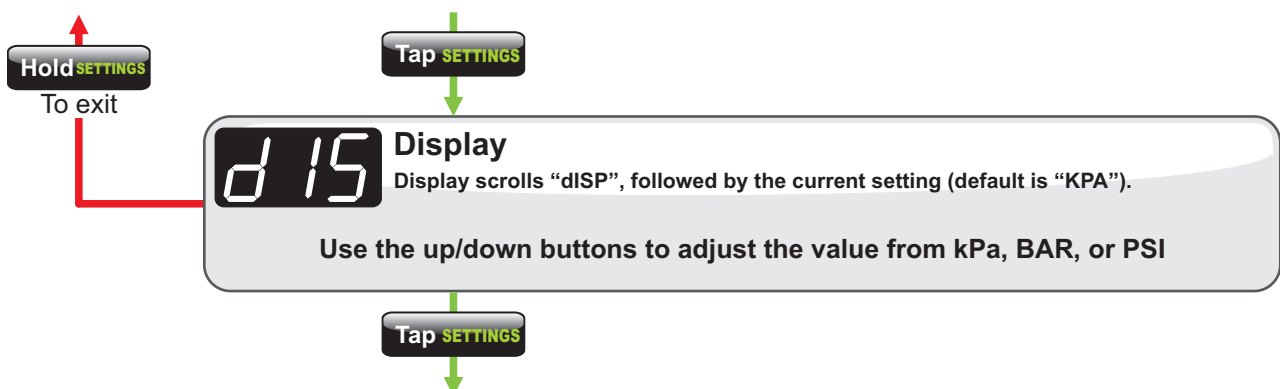 Hold SETTINGS
To exit
Tap SETTINGS
dIS
Display
Display scrolls “dISP”, followed by the current setting (default is “KPA”).
Use the up/down buttons to adjust the value from kPa, BAR, or PSI
Tap SETTINGS